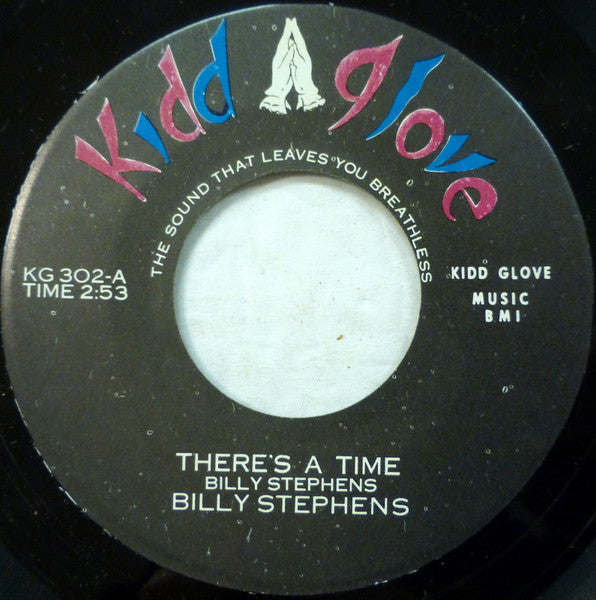 Kidd Glove
THE SOUND THAT LEAVES YOU BREATHLESS
KG 302-A
TIME 2:53
KIDD GLOVE
MUSIC
BMI
THERE'S A TIME
BILLY STEPHENS
BILLY STEPHENS